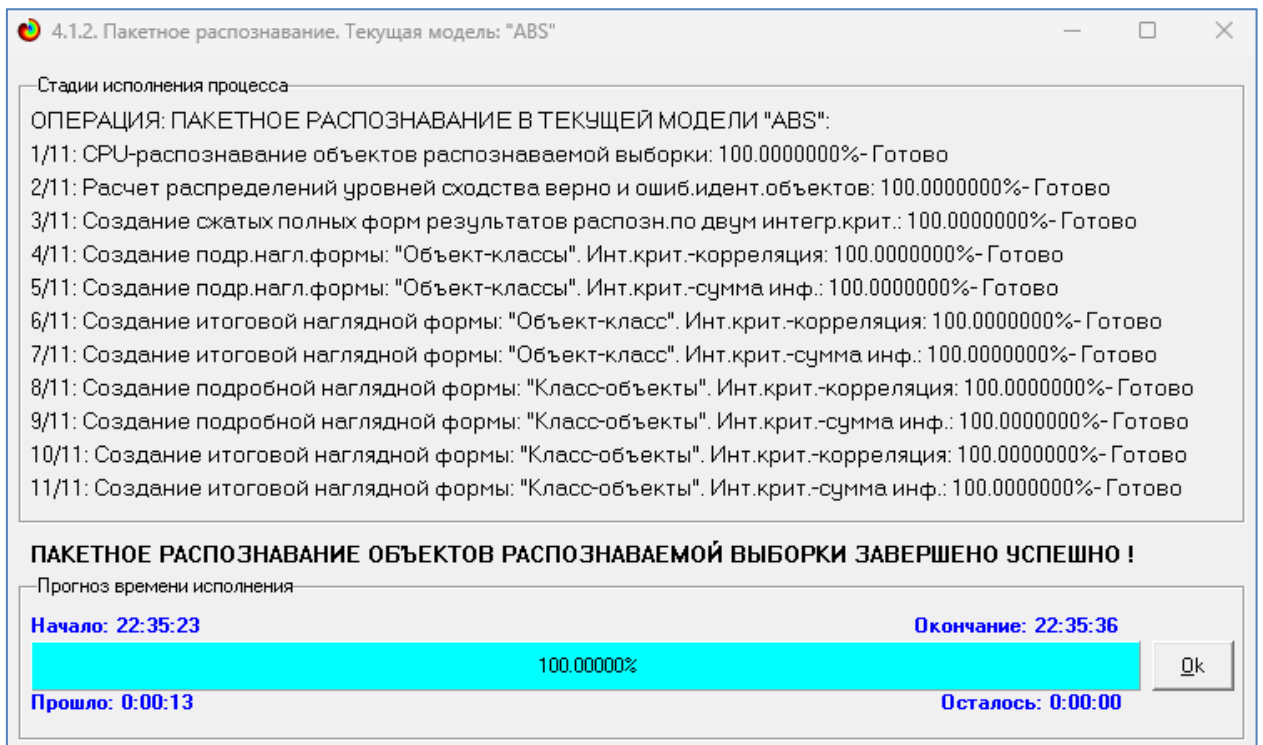 4.1.2. Пакетное распознавание. Текущая модель: "ABS"
Стадии исполнения процесса
ОПЕРАЦИЯ: ПАКЕТНОЕ РАСПОЗНАВАНИЕ В ТЕКУЩЕЙ МОДЕЛИ "ABS":
1/11: CPU-распознавание объектов распознаваемой выборки: 100.0000000%- Готово
2/11: Расчет распределений уровней сходства верно и ошиб.идент.объектов: 100.0000000%- Готово
3/11: Создание сжатых полных форм результатов распозн.по двум интегр.крит.: 100.0000000%- Готово
4/11: Создание подр.нагл.формы: "Объект-классы". Инт.крит.-корреляция: 100.0000000%- Готово
5/11: Создание подр.нагл.формы: "Объект-классы". Инт.крит.-сумма инф.: 100.0000000%- Готово
6/11: Создание итоговой наглядной формы: "Объект-класс". Инт.крит.-корреляция: 100.0000000%- Готово
7/11: Создание итоговой наглядной формы: "Объект-класс". Инт.крит.-сумма инф.: 100.0000000%- Готово
8/11: Создание подробной наглядной формы: "Класс-объекты". Инт.крит.-корреляция: 100.0000000%- Готово
9/11: Создание подробной наглядной формы: "Класс-объекты". Инт.крит.-сумма инф.: 100.0000000%- Готово
10/11: Создание итоговой наглядной формы: "Класс-объекты". Инт.крит.-корреляция: 100.0000000%- Готово
11/11: Создание итоговой наглядной формы: "Класс-объекты". Инт.крит.-сумма инф.: 100.0000000%- Готово
ПАКЕТНОЕ РАСПОЗНАВАНИЕ ОБЪЕКТОВ РАСПОЗНАВАЕМОЙ ВЫБОРКИ ЗАВЕРШЕНО УСПЕШНО !
Прогноз времени исполнения
Начало: 22:35:23 Окончание: 22:35:36
100.00000% Ok
Прошло: 0:00:13 Осталось: 0:00:00